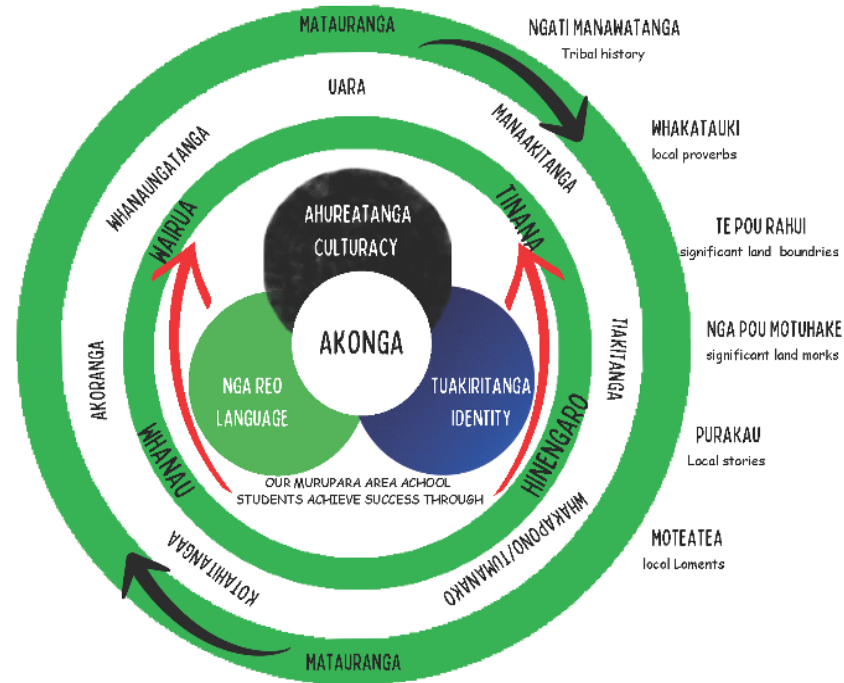 MATAURANGA
UARA
MANAAKITANGA
TIAKITANGA
WHAKAPONO/TUMANAKO
KOTAHITANGAA
AKORANGA
WHANAUNGATANGA
WAIRUA
TINANA
HINENGARO
WHANAU
AHUREATANGA
CULTURACY
AKONGA
NGA REO
LANGUAGE
TUAKIRITANGA
IDENTITY
OUR MURUPARA AREA ACHOOL
STUDENTS ACHIEVE SUCCESS THROUGH
MATAURANGA
NGATI MANAWATANGA
Tribal history
WHAKATAUKI
local proverbs
TE POU RAHUI
significant land boundries
NGA POU MOTUHAKE
significant land marks
PURAKAU
Local stories
MOTEATEA
local Loments